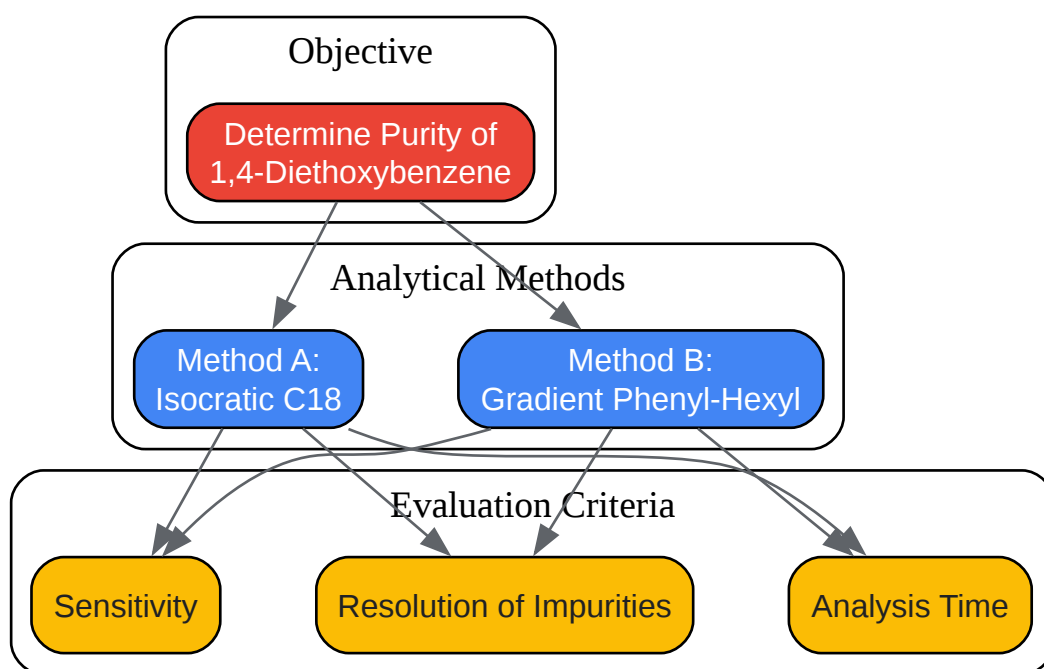 Objective
Determine Purity of
1,4-Diethoxybenzene
Analytical Methods
Method A:
Isocratic C18
Method B:
Gradient Phenyl-Hexyl
Evaluation Criteria
Sensitivity
Resolution of Impurities
Analysis Time